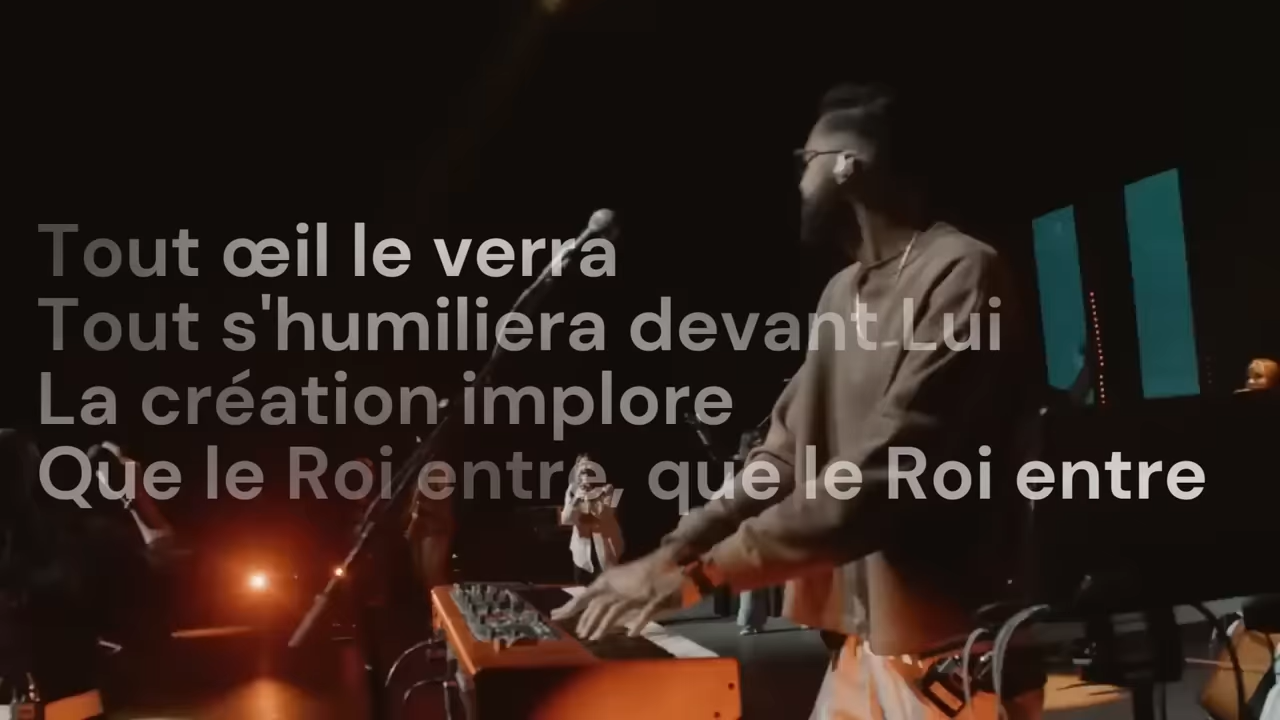 Tout œil le verra
Tout s'humiliera devant Lui
La création implore
Que le Roi entre, que le Roi entre